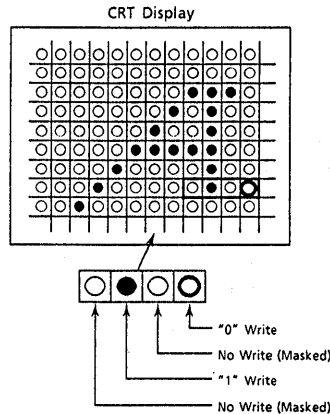 CRT Display
"0" Write
No Write (Masked)
"1" Write
No Write (Masked)